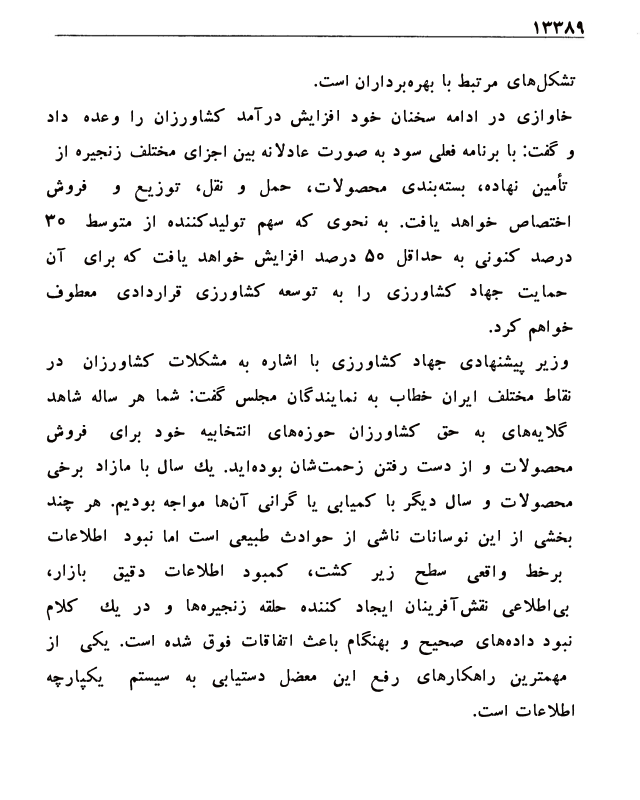 ۱۳۳۸۹
تشکل‌های مرتبط با بهره‌برداران است.
خاوازی در ادامه سخنان خود افزایش درآمد کشاورزان را وعده داد
و گفت: با برنامه فعلی سود به صورت عادلانه بین اجزای مختلف زنجیره از
تأمین نهاده، بسته‌بندی محصولات، حمل و نقل، توزیع و فروش
اختصاص خواهد یافت. به نحوی که سهم تولیدکننده از متوسط ۳۰
درصد کنونی به حداقل ۵۰ درصد افزایش خواهد یافت که برای آن
حمایت جهاد کشاورزی را به توسعه کشاورزی قراردادی معطوف
خواهم کرد.
وزیر پیشنهادی جهاد کشاورزی با اشاره به مشکلات کشاورزان در
نقاط مختلف ایران خطاب به نمایندگان مجلس گفت: شما هر ساله شاهد
گلایه‌های به حق کشاورزان حوزه‌های انتخابیه خود برای فروش
محصولات و از دست رفتن زحمت‌شان بوده‌اید. یك سال با مازاد برخی
محصولات و سال دیگر با کمیابی یا گرانی آن‌ها مواجه بودیم. هر چند
بخشی از این نوسانات ناشی از حوادث طبیعی است اما نبود اطلاعات
برخط واقعی سطح زیر کشت، کمبود اطلاعات دقیق بازار،
بی‌اطلاعی نقش‌آفرینان ایجاد کننده حلقه زنجیره‌ها و در یك کلام
نبود داده‌های صحیح و بهنگام باعث اتفاقات فوق شده است. یکی از
مهمترین راهکارهای رفع این معضل دستیابی به سیستم یکپارچه
اطلاعات است.